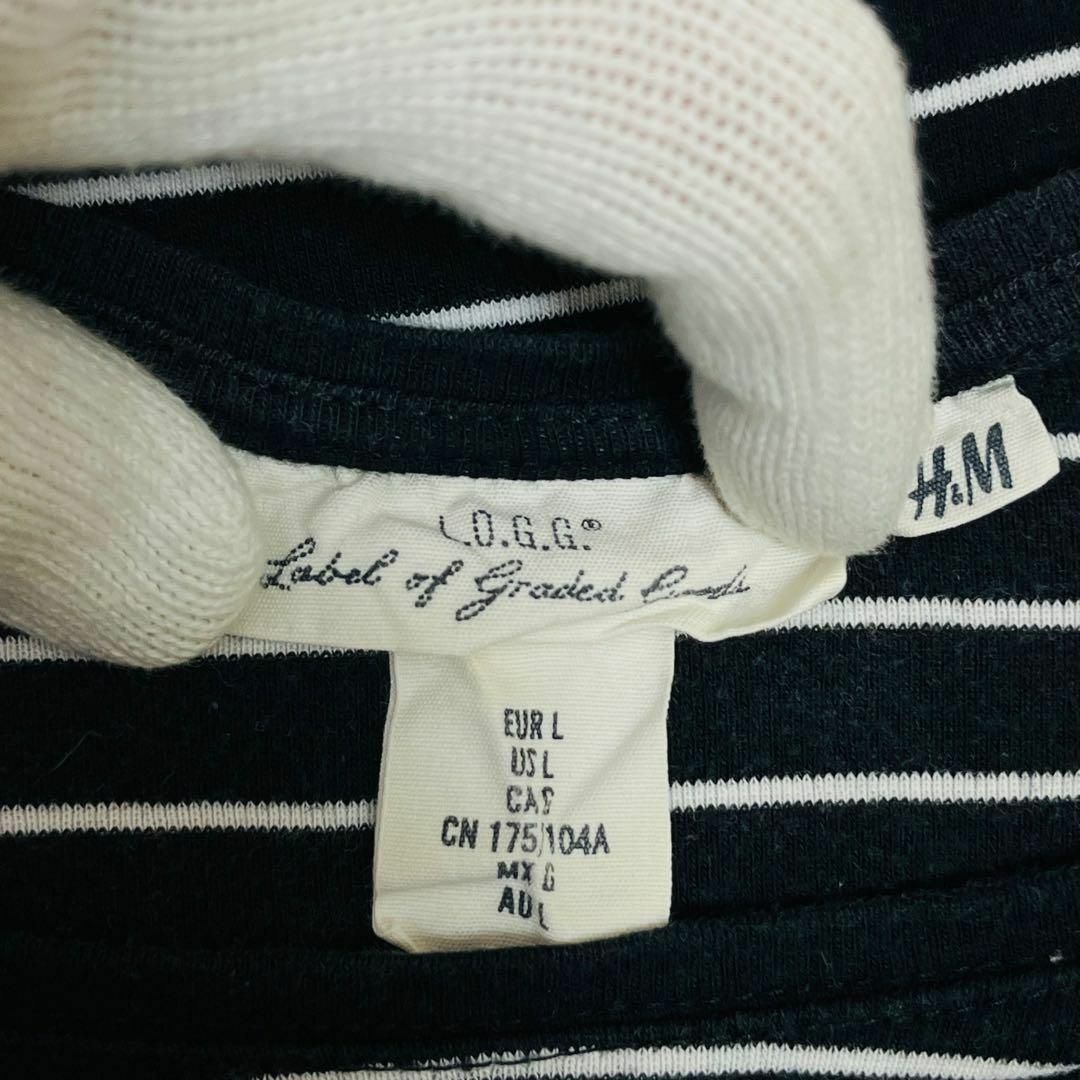 L.O.G.G.®
Label of Graded Goods
H&M
EUR L
US L
CA
CN 175/104A
MX G
AU L